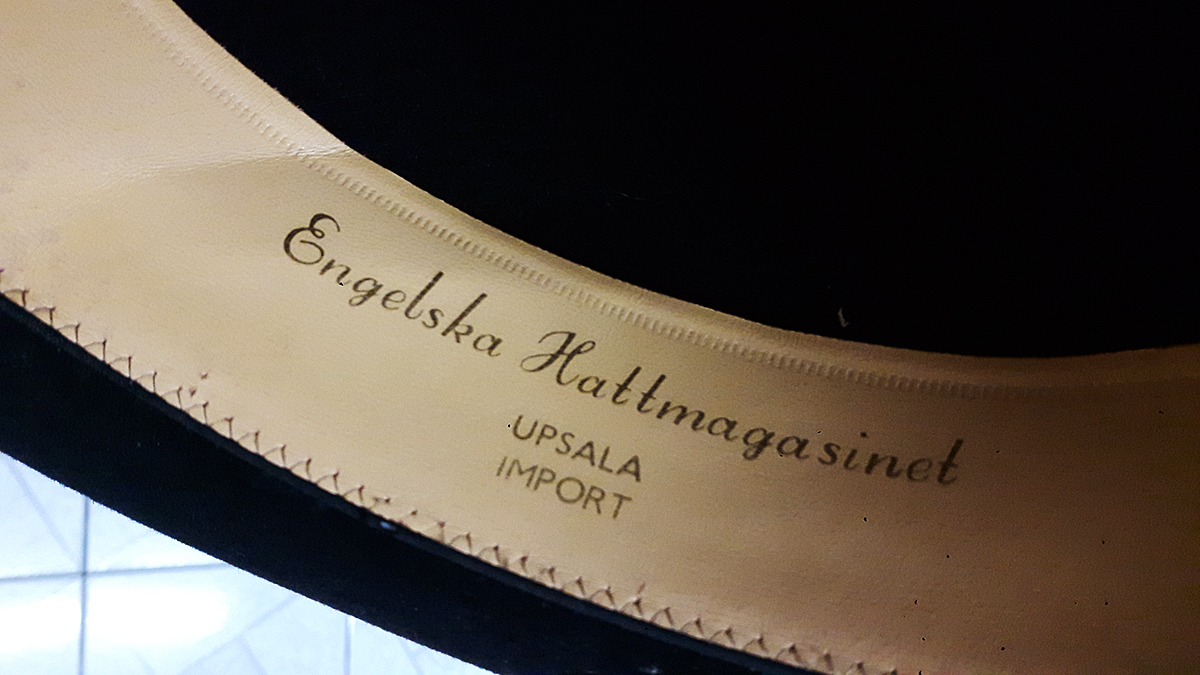 Engelska Hattmagasinet
UPSALA
IMPORT